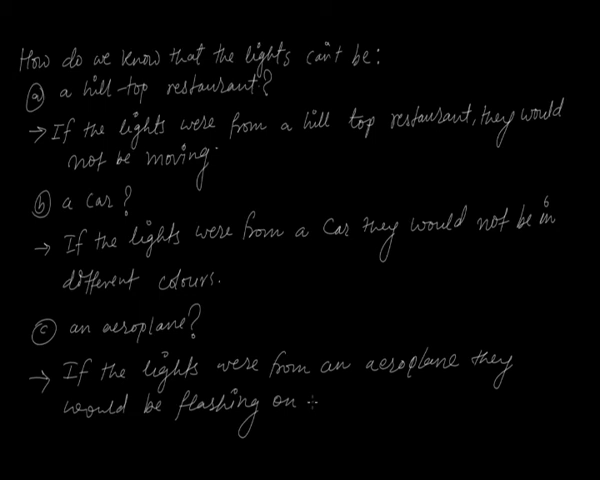 How do we know that the lights can't be:
(a) a hill-top restaurant?
→ If the lights were from a hill top restaurant, they would
not be moving.
(b) a car?
→ If the lights were from a car they would not be in
different colours.
(c) an aeroplane?
→ If the lights were from an aeroplane they
would be flashing on